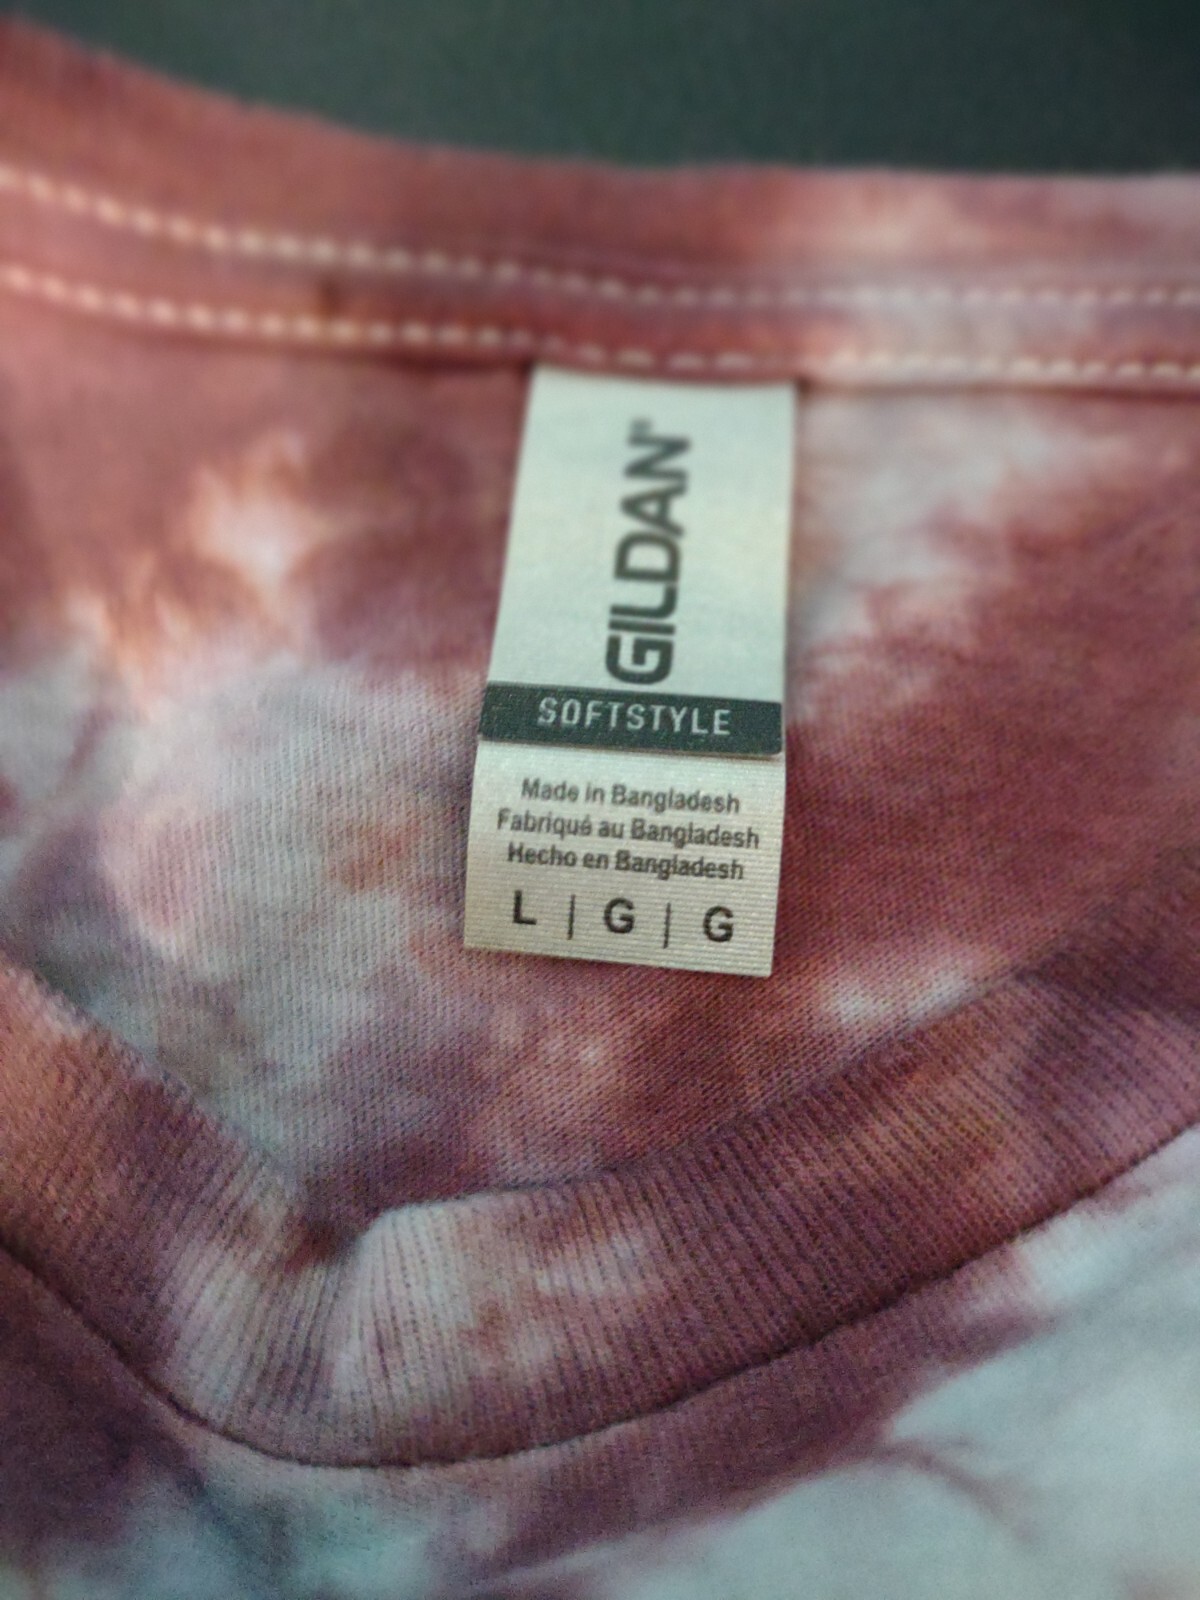 GILDAN®
SOFTSTYLE
Made in Bangladesh
Fabriqué au Bangladesh
Hecho en Bangladesh
L | G | G